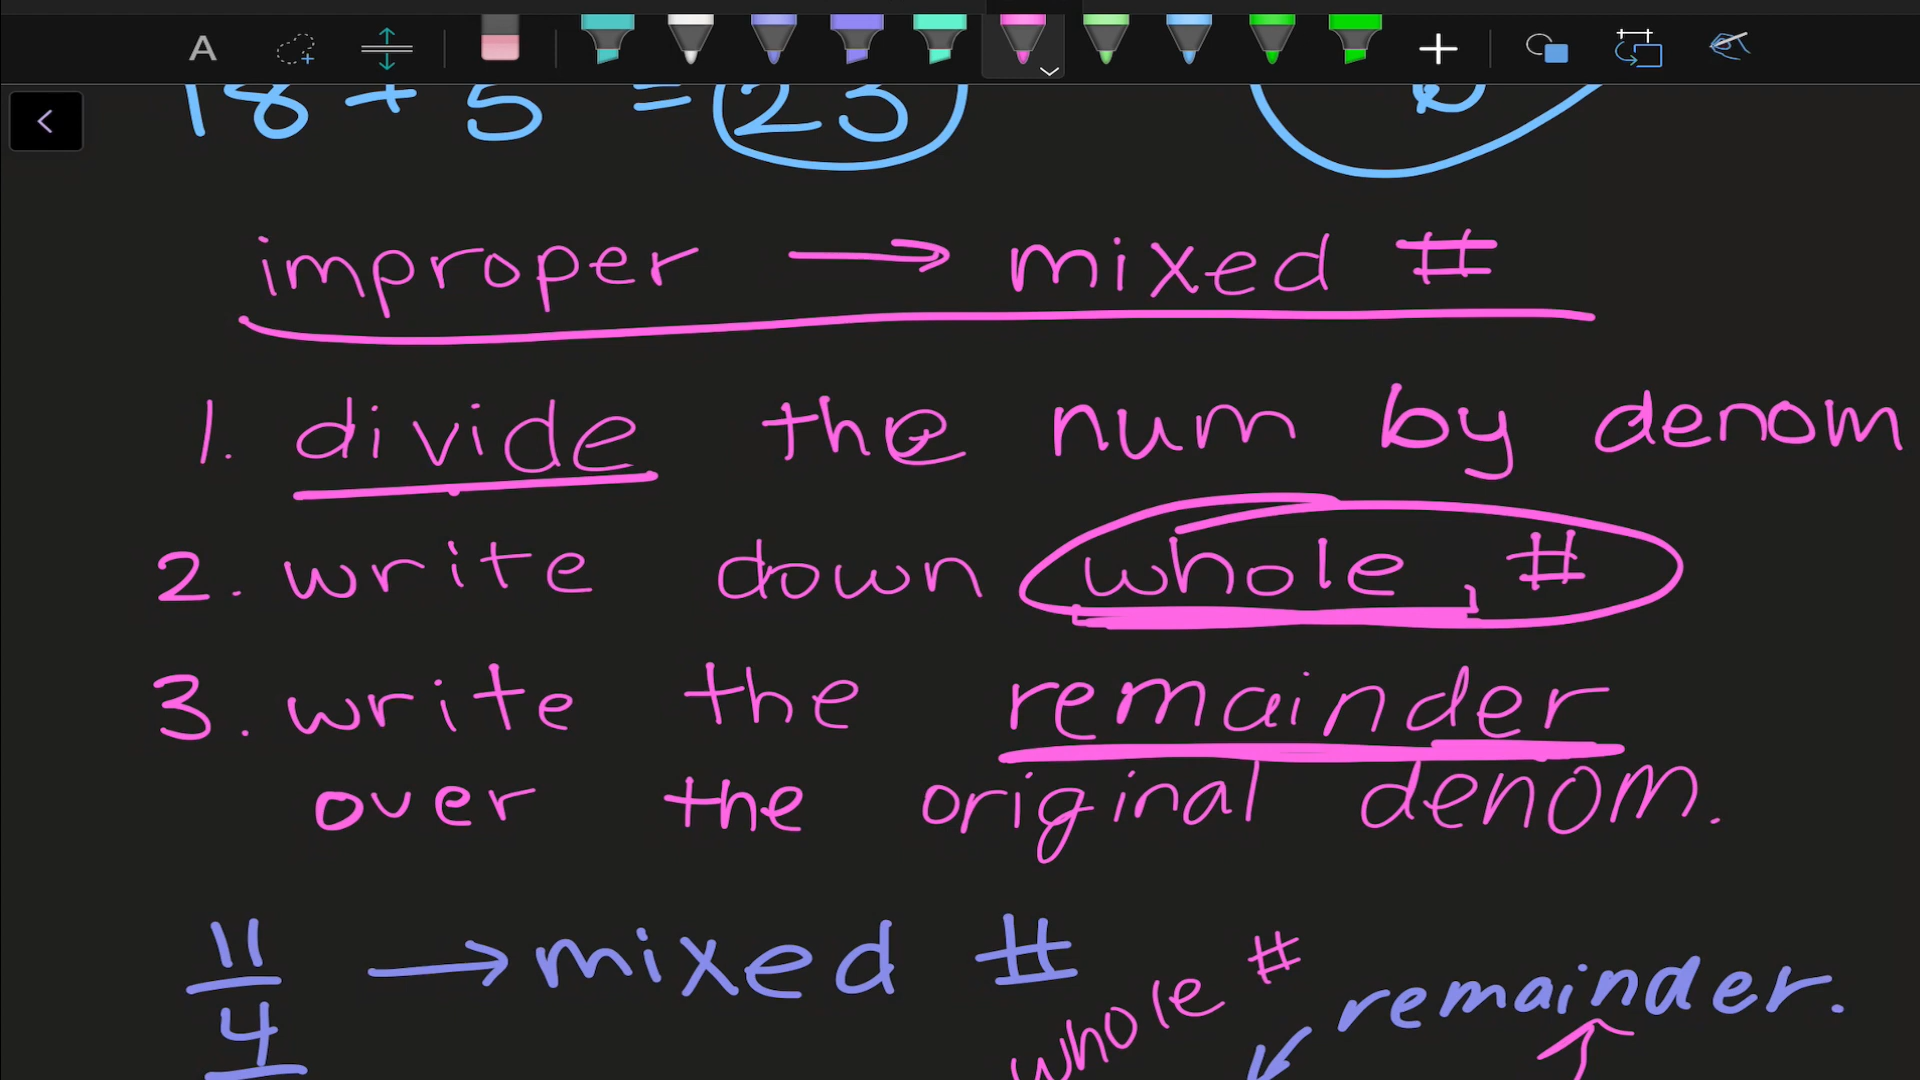 A
18 + 5 = 23
improper → mixed #
1. divide the num by denom
2. write down whole #
3. write the remainder
over the original denom.
11
4
→ mixed #
whole #
remainder.